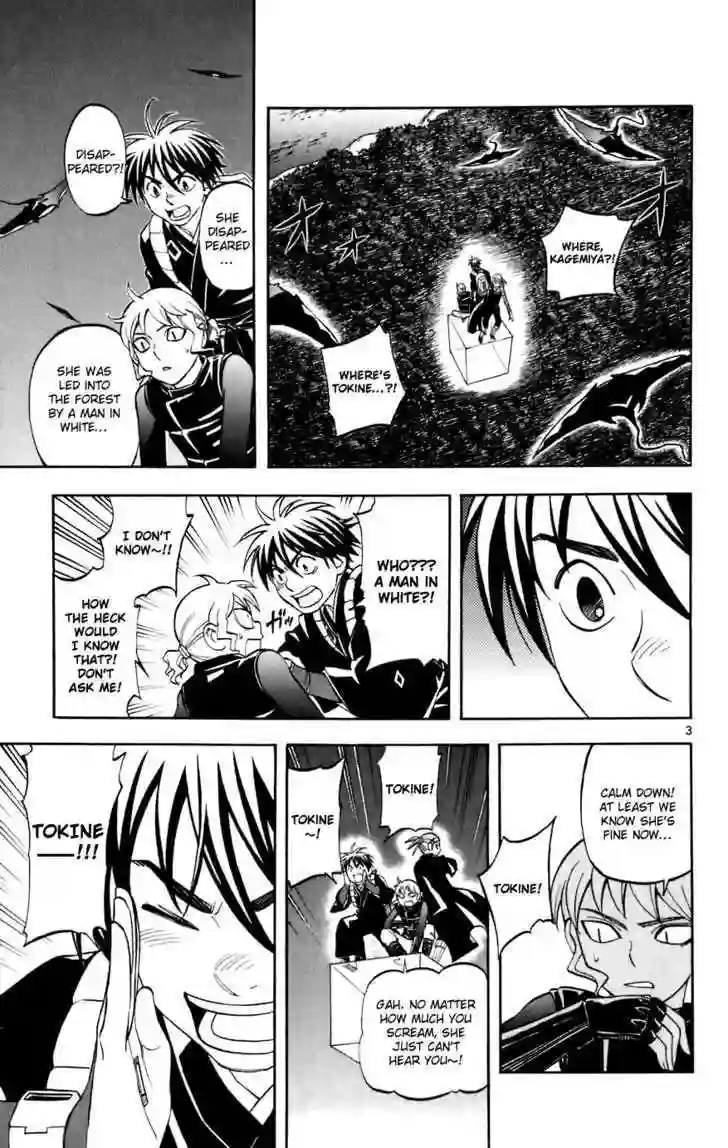 WHERE,
KAGEMIYA?!
WHERE'S
TOKINE...?!
DISAP-
PEARED?!
SHE
DISAP-
PEARED
...
SHE WAS
LED INTO
THE FOREST
BY A MAN IN
WHITE...
WHO???
A MAN IN
WHITE?!
ガッ
I DON'T
KNOW~!!
HOW
THE HECK
WOULD
I KNOW
THAT?!
DON'T
ASK ME!
3
CALM DOWN!
AT LEAST WE
KNOW SHE'S
FINE NOW...
TOKINE!
TOKINE!
TOKINE
~!
GAH. NO MATTER
HOW MUCH YOU
SCREAM, SHE
JUST CAN'T
HEAR YOU~!
TOKINE
—!!!